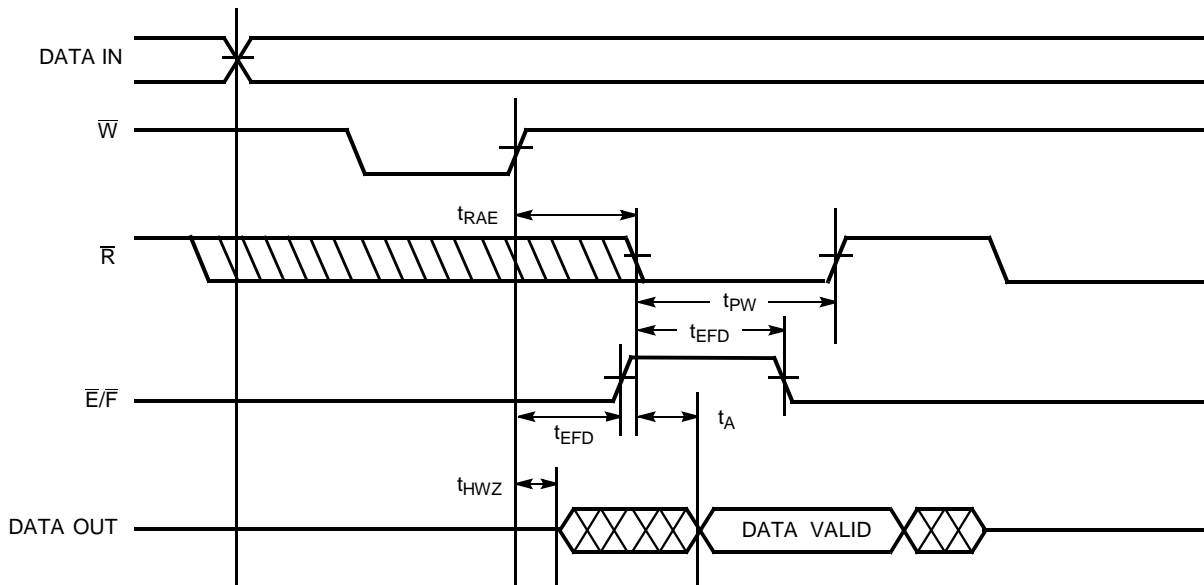 DATA IN
W̅
tRAE
R̅
tPW
tEFD
E̅/F̅
tEFD
tA
tHWZ
DATA OUT
DATA VALID